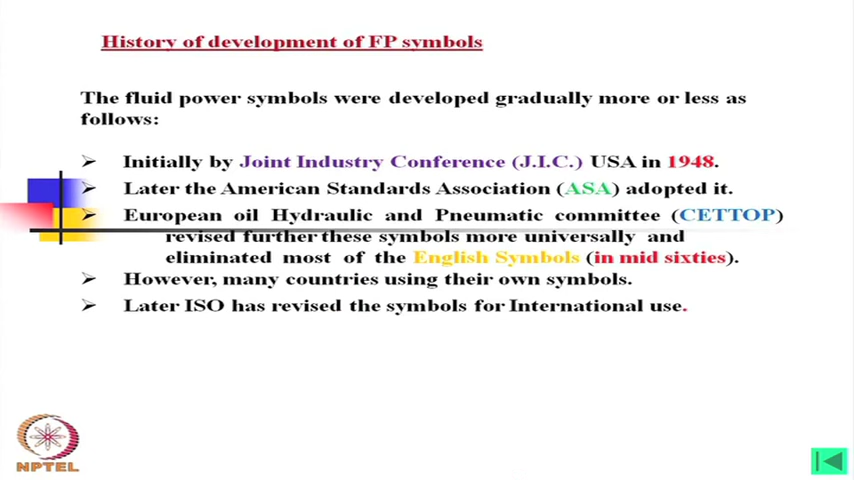 History of development of FP symbols
The fluid power symbols were developed gradually more or less as
follows:
➢ Initially by Joint Industry Conference (J.I.C.) USA in 1948.
➢ Later the American Standards Association (ASA) adopted it.
➢ European oil Hydraulic and Pneumatic committee (CETTOP)
revised further these symbols more universally and
eliminated most of the English Symbols (in mid sixties).
➢ However, many countries using their own symbols.
➢ Later ISO has revised the symbols for International use.
NPTEL